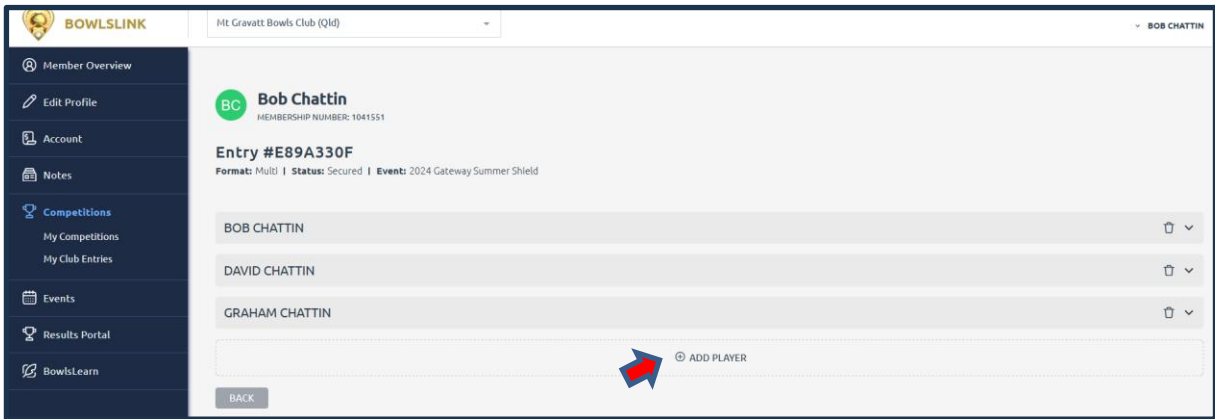 BOWLSLINK
Mt Gravatt Bowls Club (Qld)
BOB CHATTIN
Member Overview
Edit Profile
Account
Notes
Competitions
My Competitions
My Club Entries
Events
Results Portal
BowlsLearn
BC
Bob Chattin
MEMBERSHIP NUMBER: 1041551
Entry #E89A330F
Format: Multi | Status: Secured | Event: 2024 Gateway Summer Shield
BOB CHATTIN
DAVID CHATTIN
GRAHAM CHATTIN
ADD PLAYER
BACK